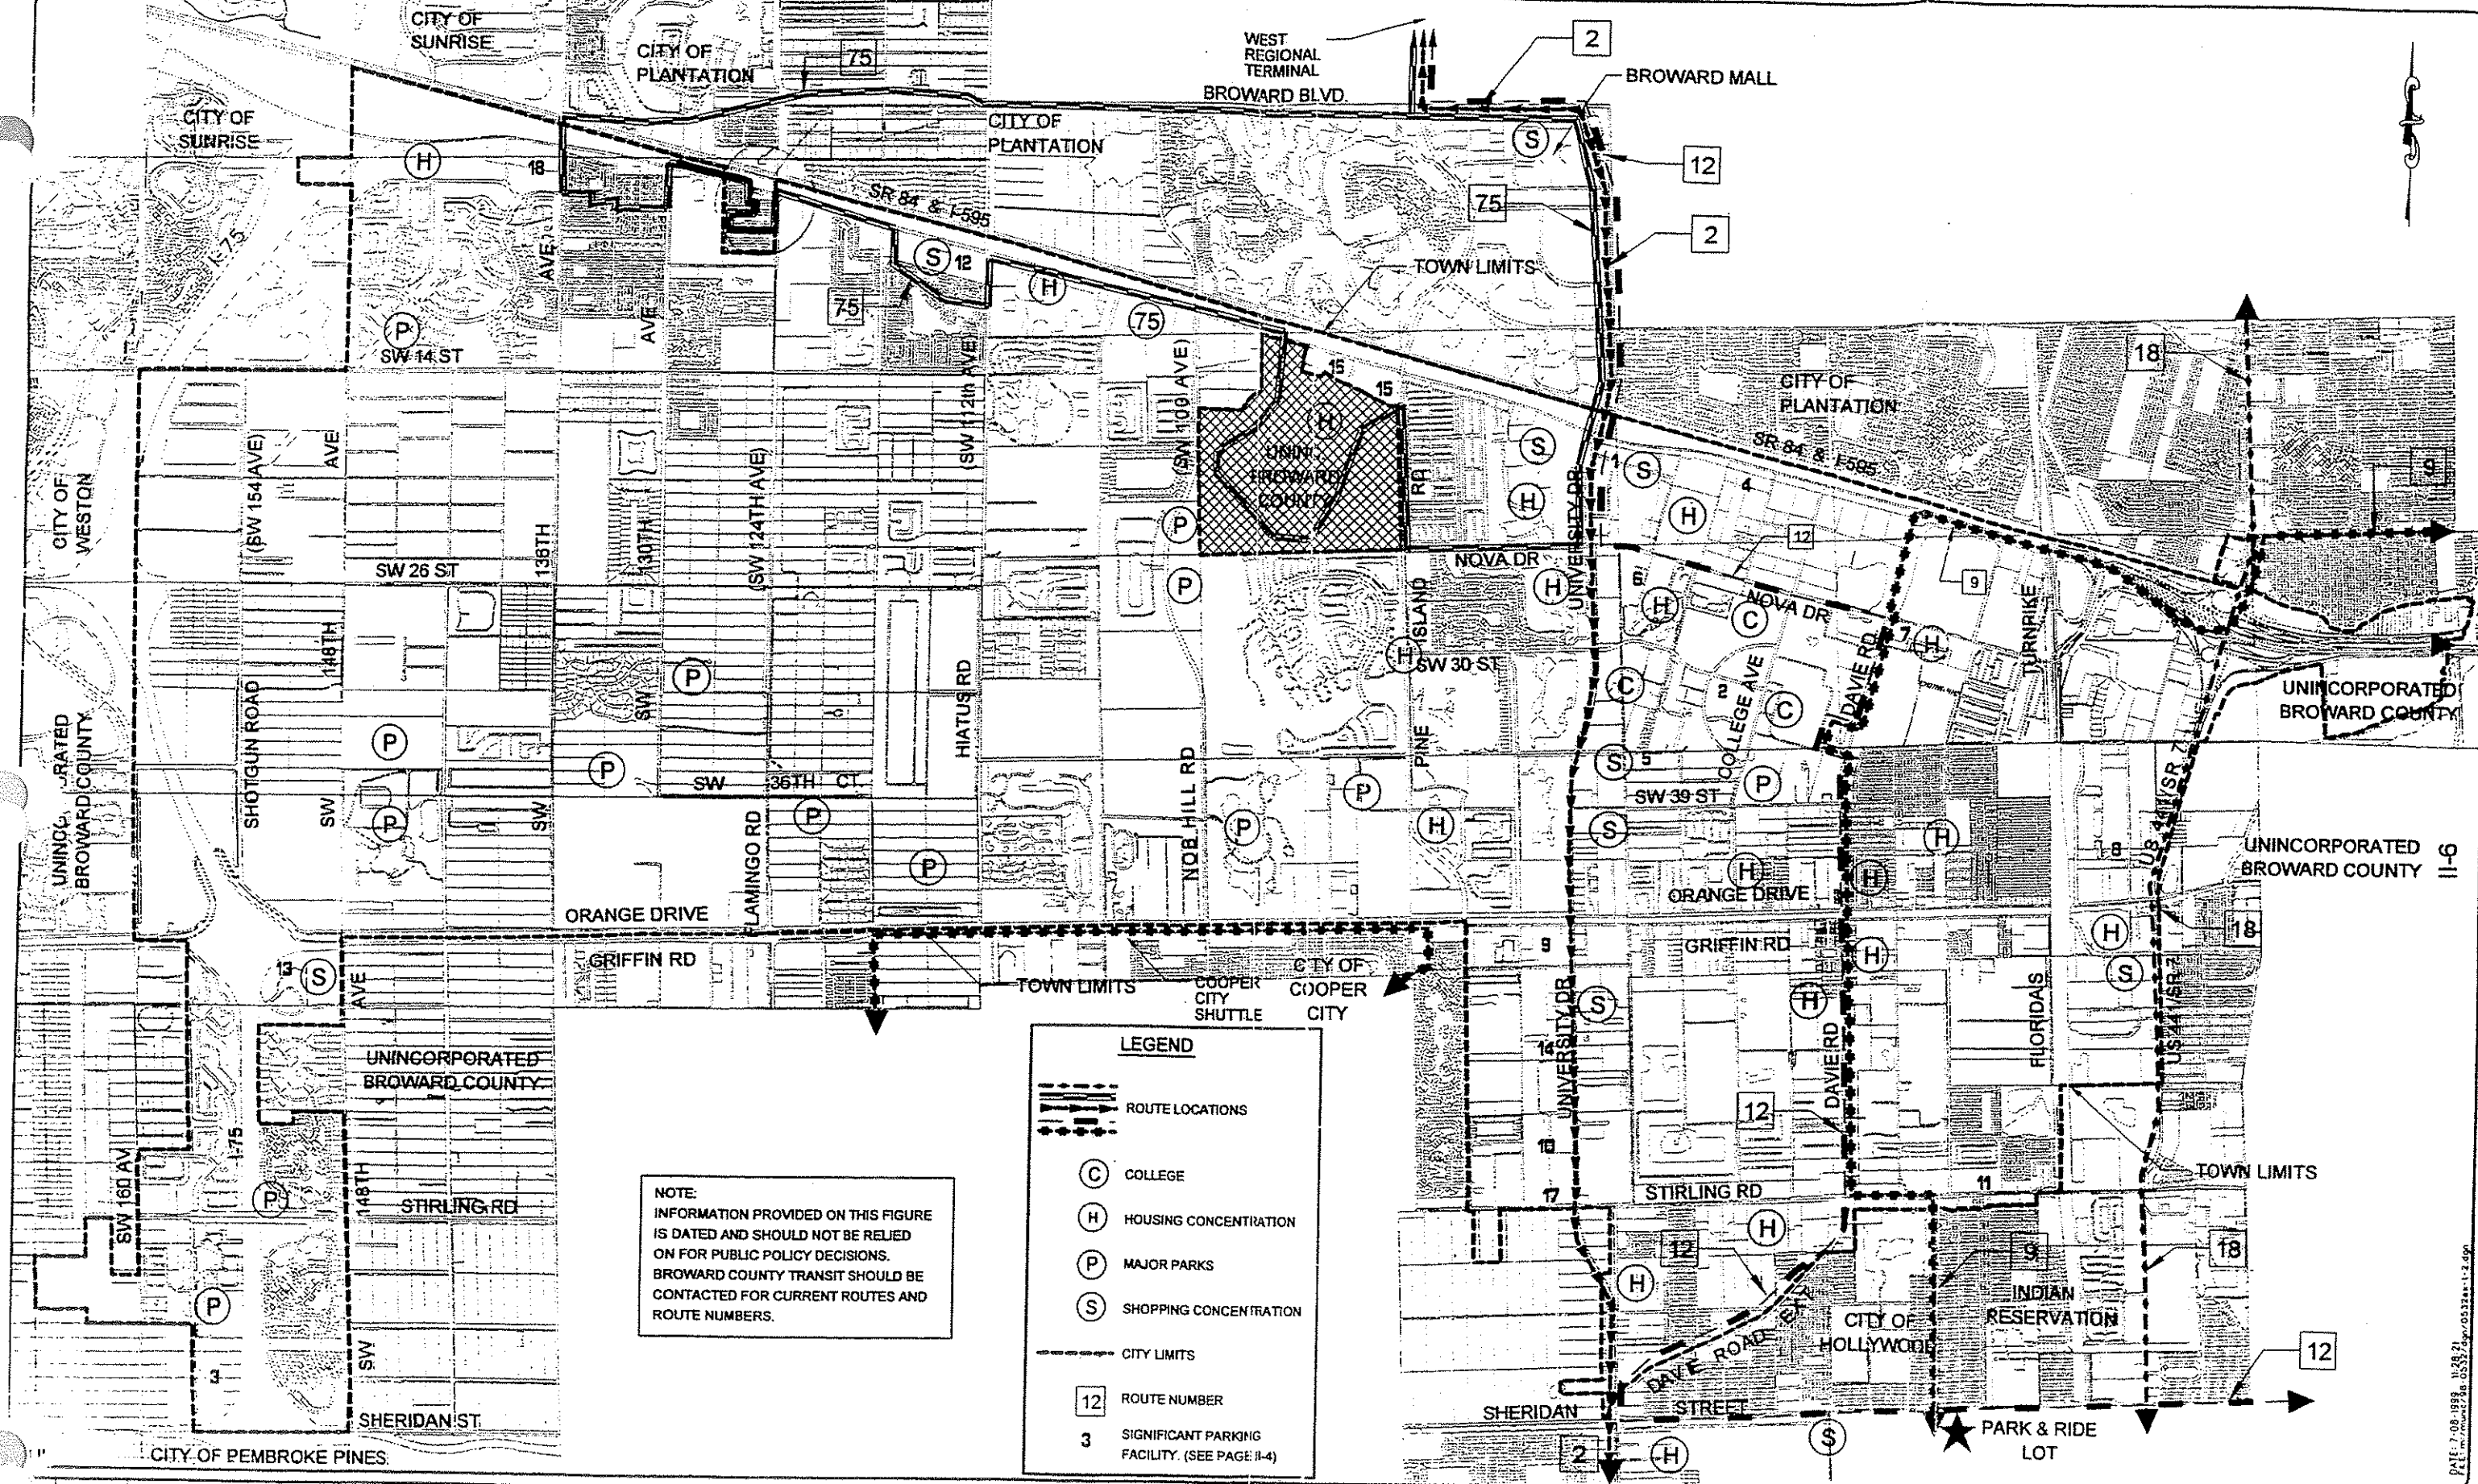 CITY OF
SUNRISE
CITY OF
PLANTATION
75
WEST
REGIONAL
TERMINAL
BROWARD BLVD.
2
BROWARD MALL
CITY OF
SUNRISE
H
18
CITY OF
PLANTATION
S
12
75
2
SR 84 & I-595
TOWN LIMITS
I-75
AVE
S
12
H
75
75
P
SW 14 ST
AVE
(SW 112th AVE)
(SW 100 AVE)
15
15
18
CITY OF
PLANTATION
CITY OF
WESTON
(SW 154 AVE)
AVE
(SW 124TH AVE)
H
UNINC.
BROWARD
COUNTY
RD
S
H
UNIVERSITY DR
1
S
H
4
SR 84 & I-595
9
P
SW 26 ST
138TH
130TH
P
NOVA DR
H
12
9
6
H
NOVA DR
C
TURNPIKE
148TH
P
ISLAND
H
SW 30 ST
C
2
COLLEGE AVE
C
DAVIE RD
7
H
UNINCORPORATED
BROWARD COUNTY
BROWARD COUNTY
SHOTGUN ROAD
SW
P
P
SW
P
SW
SW 36TH CT.
P
HIATUS RD
P
FLAMINGO RD
NOB HILL RD
P
P
PINE
H
S
5
P
SW 39 ST
S
H
H
H
8
US 441/SR 7
UNINCORPORATED
BROWARD COUNTY
II-6
ORANGE DRIVE
ORANGE DRIVE
GRIFFIN RD
GRIFFIN RD
13
S
AVE
TOWN LIMITS
COOPER
CITY
SHUTTLE
CITY OF
COOPER
CITY
9
UNIVERSITY DR
S
H
H
H
S
18
FLORIDA'S
US 441/SR 7
UNINCORPORATED
BROWARD COUNTY
14
12
DAVIE RD
I-75
SW 160 AV
P
148TH
STIRLING RD
10
17
STIRLING RD
11
TOWN LIMITS
LEGEND
ROUTE LOCATIONS
C COLLEGE
H HOUSING CONCENTRATION
P MAJOR PARKS
S SHOPPING CONCENTRATION
CITY LIMITS
12 ROUTE NUMBER
3 SIGNIFICANT PARKING
FACILITY. (SEE PAGE II-4)
NOTE:
INFORMATION PROVIDED ON THIS FIGURE
IS DATED AND SHOULD NOT BE RELIED
ON FOR PUBLIC POLICY DECISIONS.
BROWARD COUNTY TRANSIT SHOULD BE
CONTACTED FOR CURRENT ROUTES AND
ROUTE NUMBERS.
H
12
H
9
18
P
3
SW
INDIAN
RESERVATION
CITY OF
HOLLYWOOD
DAVIE ROAD EXT
12
SHERIDAN ST.
SHERIDAN STREET
CITY OF PEMBROKE PINES
2
H
S
PARK & RIDE
LOT